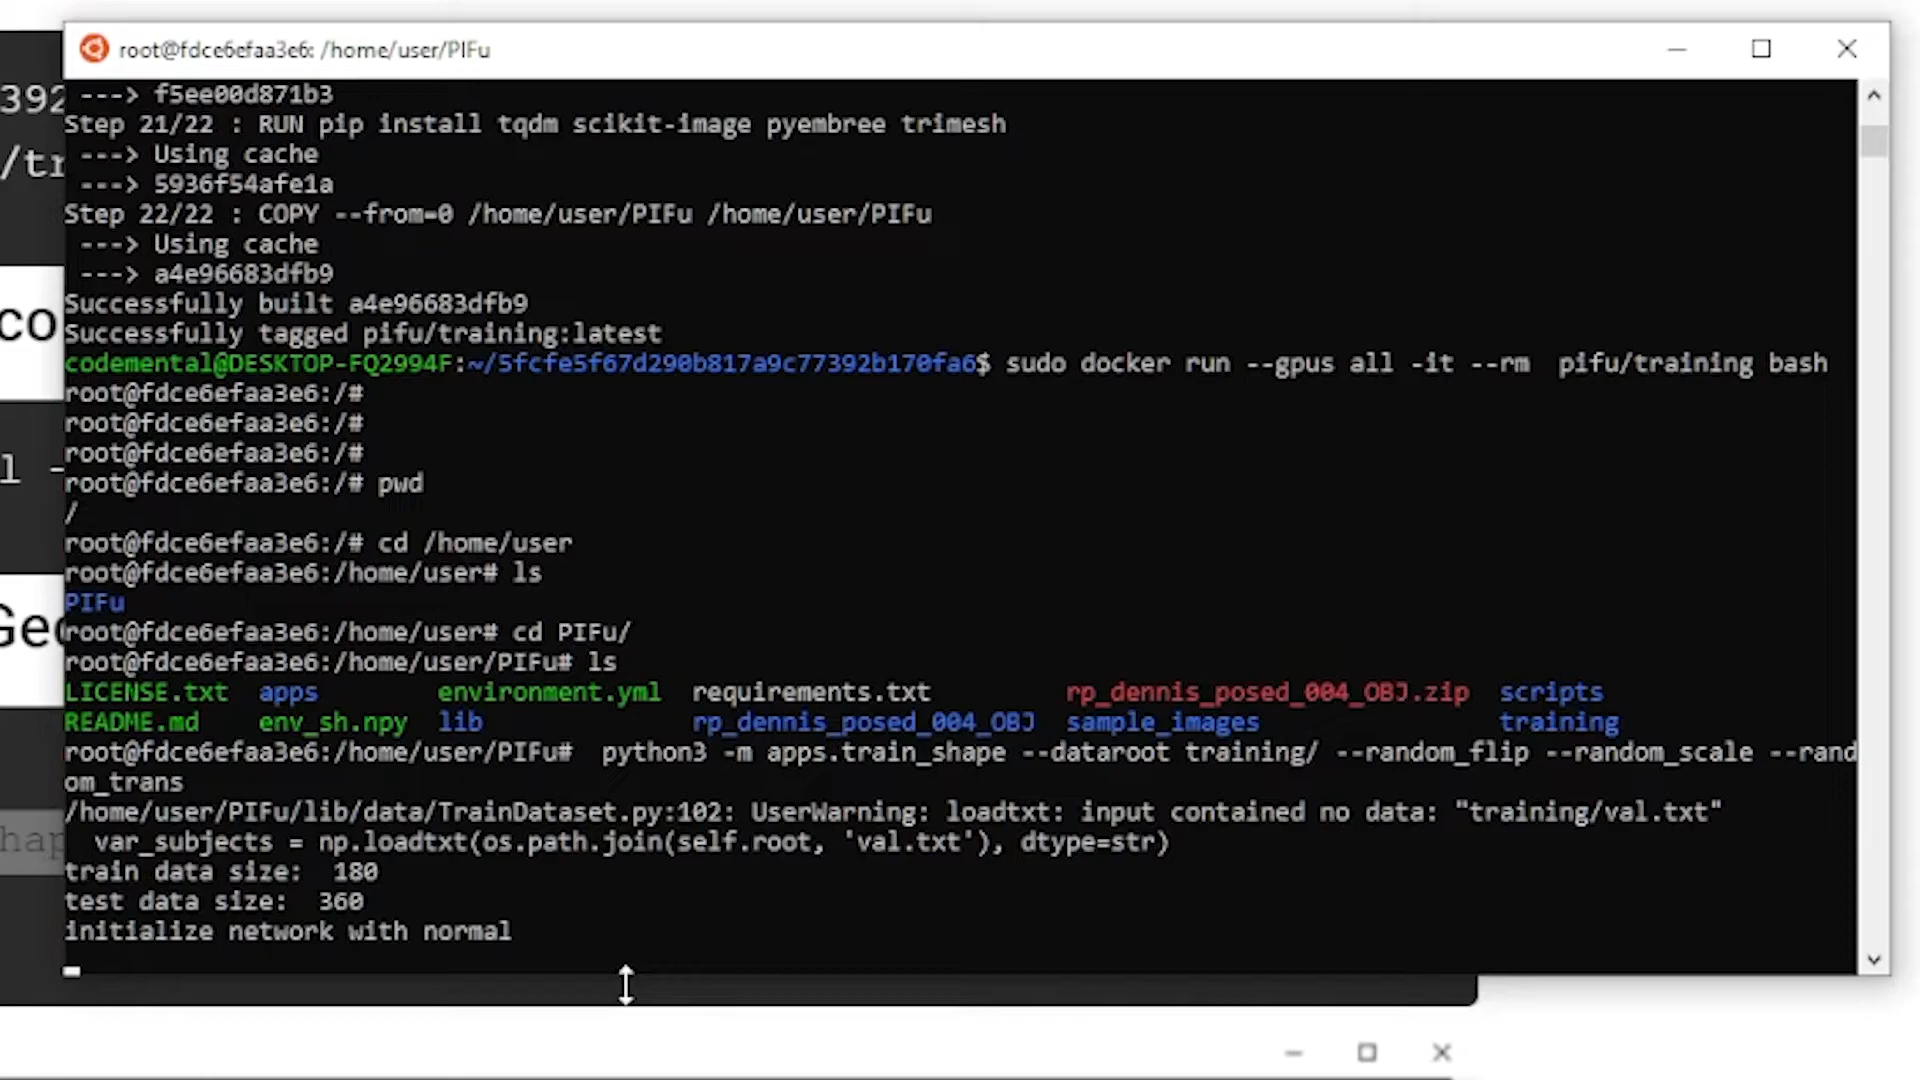 root@fdce6efaa3e6: /home/user/PIFu
---> f5ee00d871b3
Step 21/22 : RUN pip install tqdm scikit-image pyembree trimesh
---> Using cache
---> 5936f54afe1a
Step 22/22 : COPY --from=0 /home/user/PIFu /home/user/PIFu
---> Using cache
---> a4e96683dfb9
Successfully built a4e96683dfb9
Successfully tagged pifu/training:latest
codemental@DESKTOP-FQ2994F:~/5fcfe5f67d290b817a9c77392b170fa6$ sudo docker run --gpus all -it --rm  pifu/training bash
root@fdce6efaa3e6:/#
root@fdce6efaa3e6:/#
root@fdce6efaa3e6:/#
root@fdce6efaa3e6:/# pwd
/
root@fdce6efaa3e6:/# cd /home/user
root@fdce6efaa3e6:/home/user# ls
PIFu
root@fdce6efaa3e6:/home/user# cd PIFu/
root@fdce6efaa3e6:/home/user/PIFu# ls
LICENSE.txt  apps  environment.yml  requirements.txt  rp_dennis_posed_004_OBJ.zip  scripts
README.md  env_sh.npy  lib  rp_dennis_posed_004_OBJ  sample_images  training
root@fdce6efaa3e6:/home/user/PIFu#  python3 -m apps.train_shape --dataroot training/ --random_flip --random_scale --rand
om_trans
/home/user/PIFu/lib/data/TrainDataset.py:102: UserWarning: loadtxt: input contained no data: "training/val.txt"
  var_subjects = np.loadtxt(os.path.join(self.root, 'val.txt'), dtype=str)
train data size:  180
test data size:  360
initialize network with normal
392
/tr
co
l -
Geo
hap